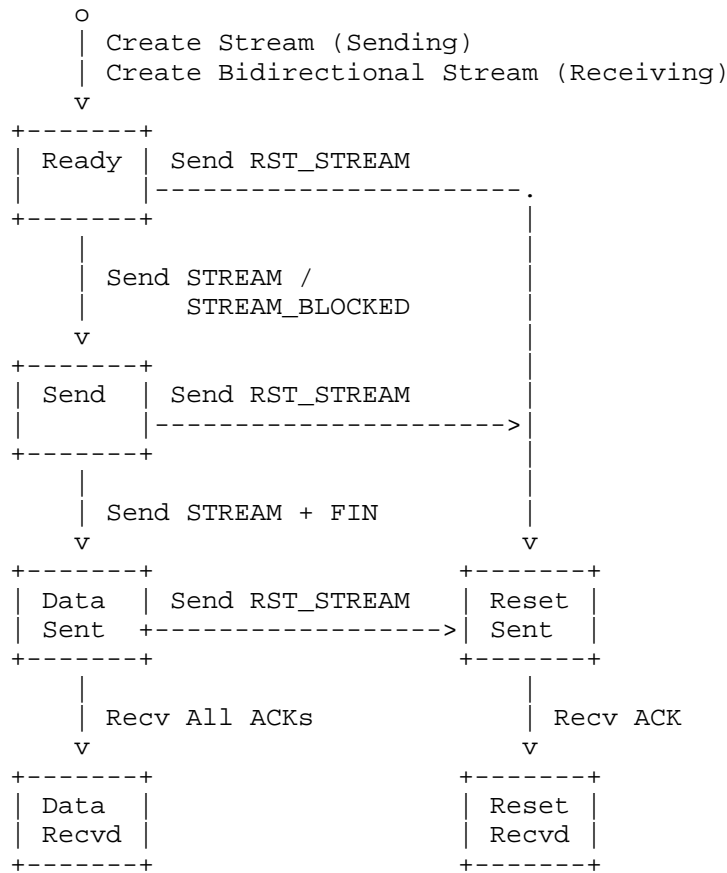 o
| Create Stream (Sending)
| Create Bidirectional Stream (Receiving)
v
+-------+
| Ready | Send RST_STREAM
|       |-----------------------.
+-------+                       |
    |                           |
    | Send STREAM /             |
    |      STREAM_BLOCKED       |
    v                           |
+-------+                       |
| Send  | Send RST_STREAM       |
|       |---------------------->|
+-------+                       |
    |                           |
    | Send STREAM + FIN         |
    v                           v
+-------+                   +-------+
| Data  | Send RST_STREAM   | Reset |
| Sent  +------------------>| Sent  |
+-------+                   +-------+
    |                           |
    | Recv All ACKs             | Recv ACK
    v                           v
+-------+                   +-------+
| Data  |                   | Reset |
| Recvd |                   | Recvd |
+-------+                   +-------+